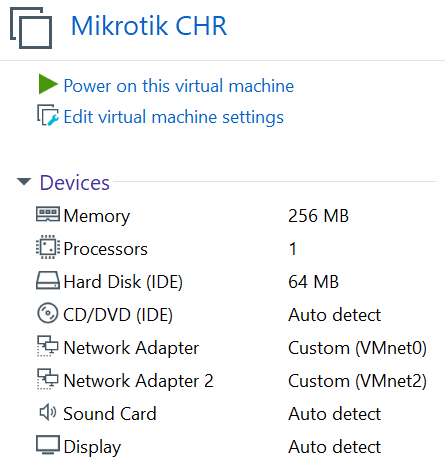 Mikrotik CHR
Power on this virtual machine
Edit virtual machine settings
Devices
Memory 256 MB
Processors 1
Hard Disk (IDE) 64 MB
CD/DVD (IDE) Auto detect
Network Adapter Custom (VMnet0)
Network Adapter 2 Custom (VMnet2)
Sound Card Auto detect
Display Auto detect